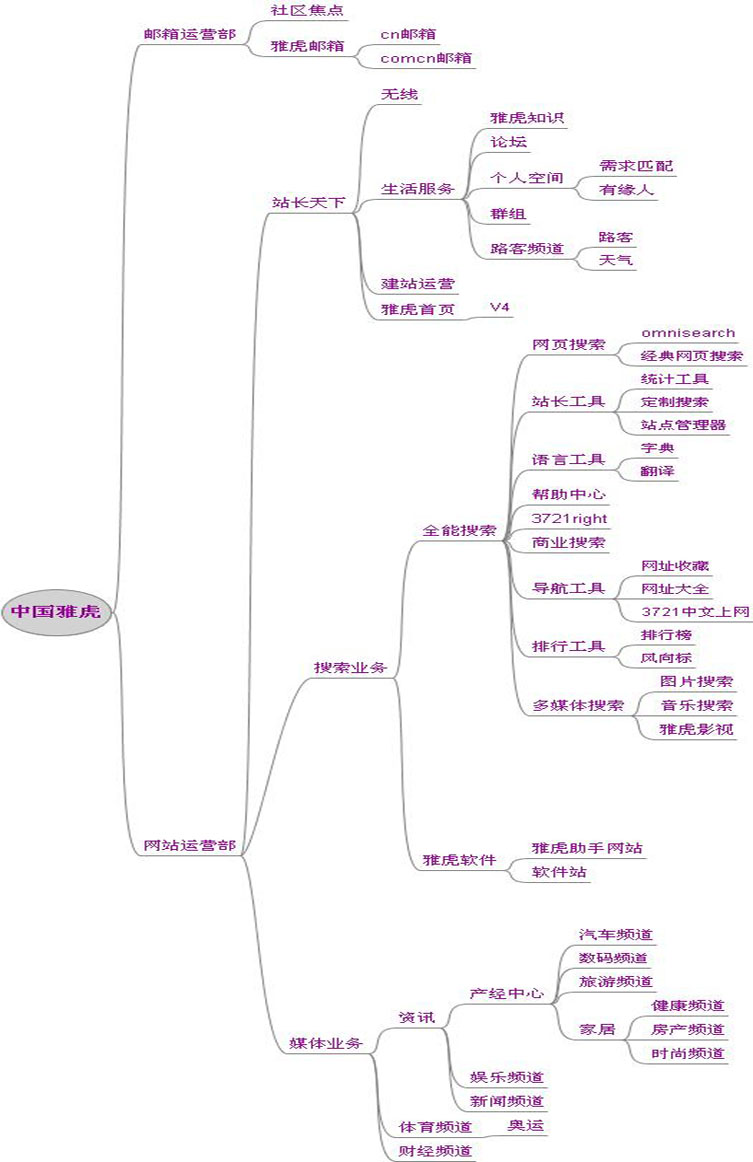 社区焦点
邮箱运营部
雅虎邮箱
cn邮箱
comcn邮箱
无线
雅虎知识
论坛
生活服务
个人空间
需求匹配
有缘人
站长天下
群组
路客频道
路客
天气
建站运营
雅虎首页
V4
网页搜索
omnisearch
经典网页搜索
站长工具
统计工具
定制搜索
站点管理器
语言工具
字典
翻译
帮助中心
全能搜索
3721right
商业搜索
导航工具
网址收藏
网址大全
3721中文上网
中国雅虎
排行工具
排行榜
风向标
搜索业务
多媒体搜索
图片搜索
音乐搜索
雅虎影视
网站运营部
雅虎软件
雅虎助手网站
软件站
汽车频道
数码频道
旅游频道
产经中心
资讯
家居
健康频道
房产频道
时尚频道
媒体业务
娱乐频道
新闻频道
体育频道
奥运
财经频道